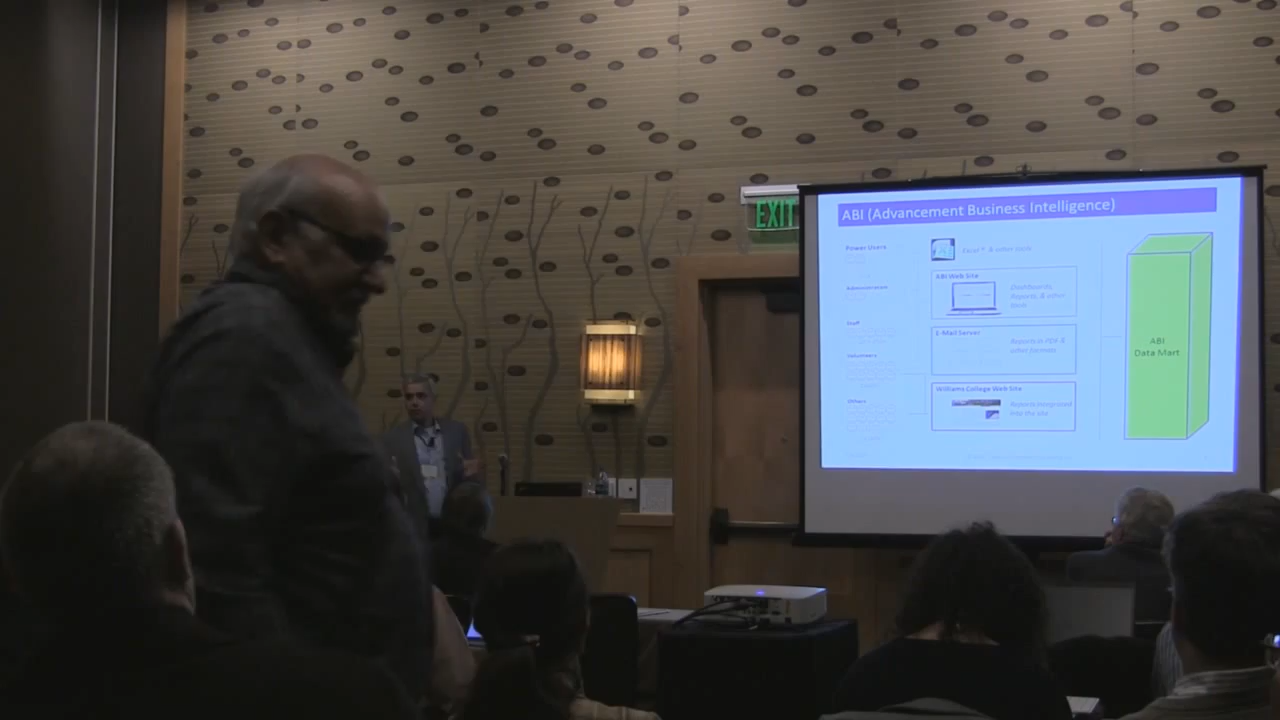 EXIT
ABI (Advancement Business Intelligence)
Power Users
Excel & other tools
ABI Web Site
Dashboards,
Reports, & other
tools
Administration
Staff
E-Mail Server
Reports in PDF &
other formats
Volunteers
Williams College Web Site
Reports integrated
into the site
Others
ABI
Data Mart